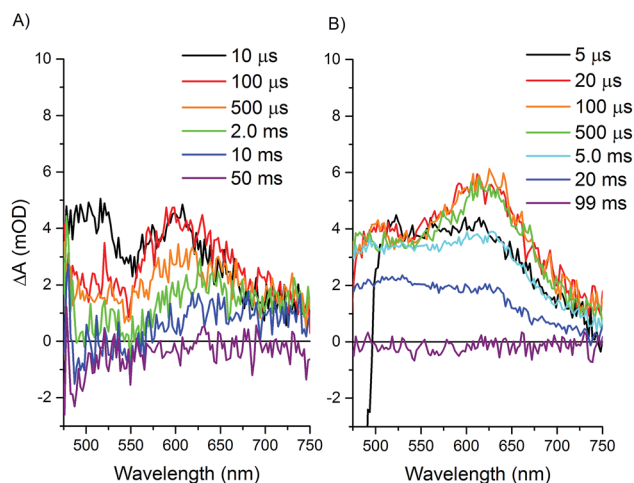 A)
10 μs
100 μs
500 μs
2.0 ms
10 ms
50 ms
10
8
6
4
2
0
-2
ΔA (mOD)
500 550 600 650 700 750
Wavelength (nm)
B)
5 μs
20 μs
100 μs
500 μs
5.0 ms
20 ms
99 ms
10
8
6
4
2
0
-2
500 550 600 650 700 750
Wavelength (nm)